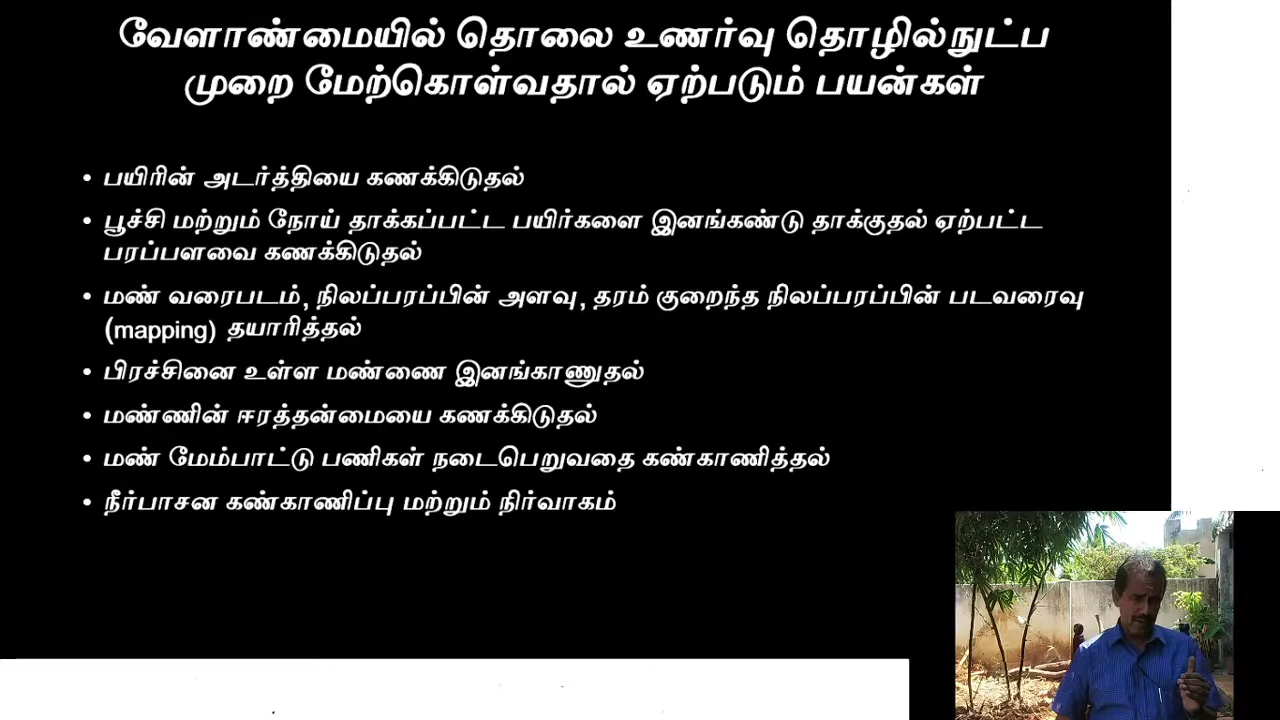 வேளாண்மையில் தொலை உணர்வு தொழில்நுட்ப
முறை மேற்கொள்வதால் ஏற்படும் பயன்கள்
• பயிரின் அடர்த்தியை கணக்கிடுதல்
• பூச்சி மற்றும் நோய் தாக்கப்பட்ட பயிர்களை இனங்கண்டு தாக்குதல் ஏற்பட்ட
பரப்பளவை கணக்கிடுதல்
• மண் வரைபடம், நிலப்பரப்பின் அளவு, தரம் குறைந்த நிலப்பரப்பின் படவரைவு
(mapping) தயாரித்தல்
• பிரச்சினை உள்ள மண்ணை இனங்காணுதல்
• மண்ணின் ஈரத்தன்மையை கணக்கிடுதல்
• மண் மேம்பாட்டு பணிகள் நடைபெறுவதை கண்காணித்தல்
• நீர்பாசன கண்காணிப்பு மற்றும் நிர்வாகம்